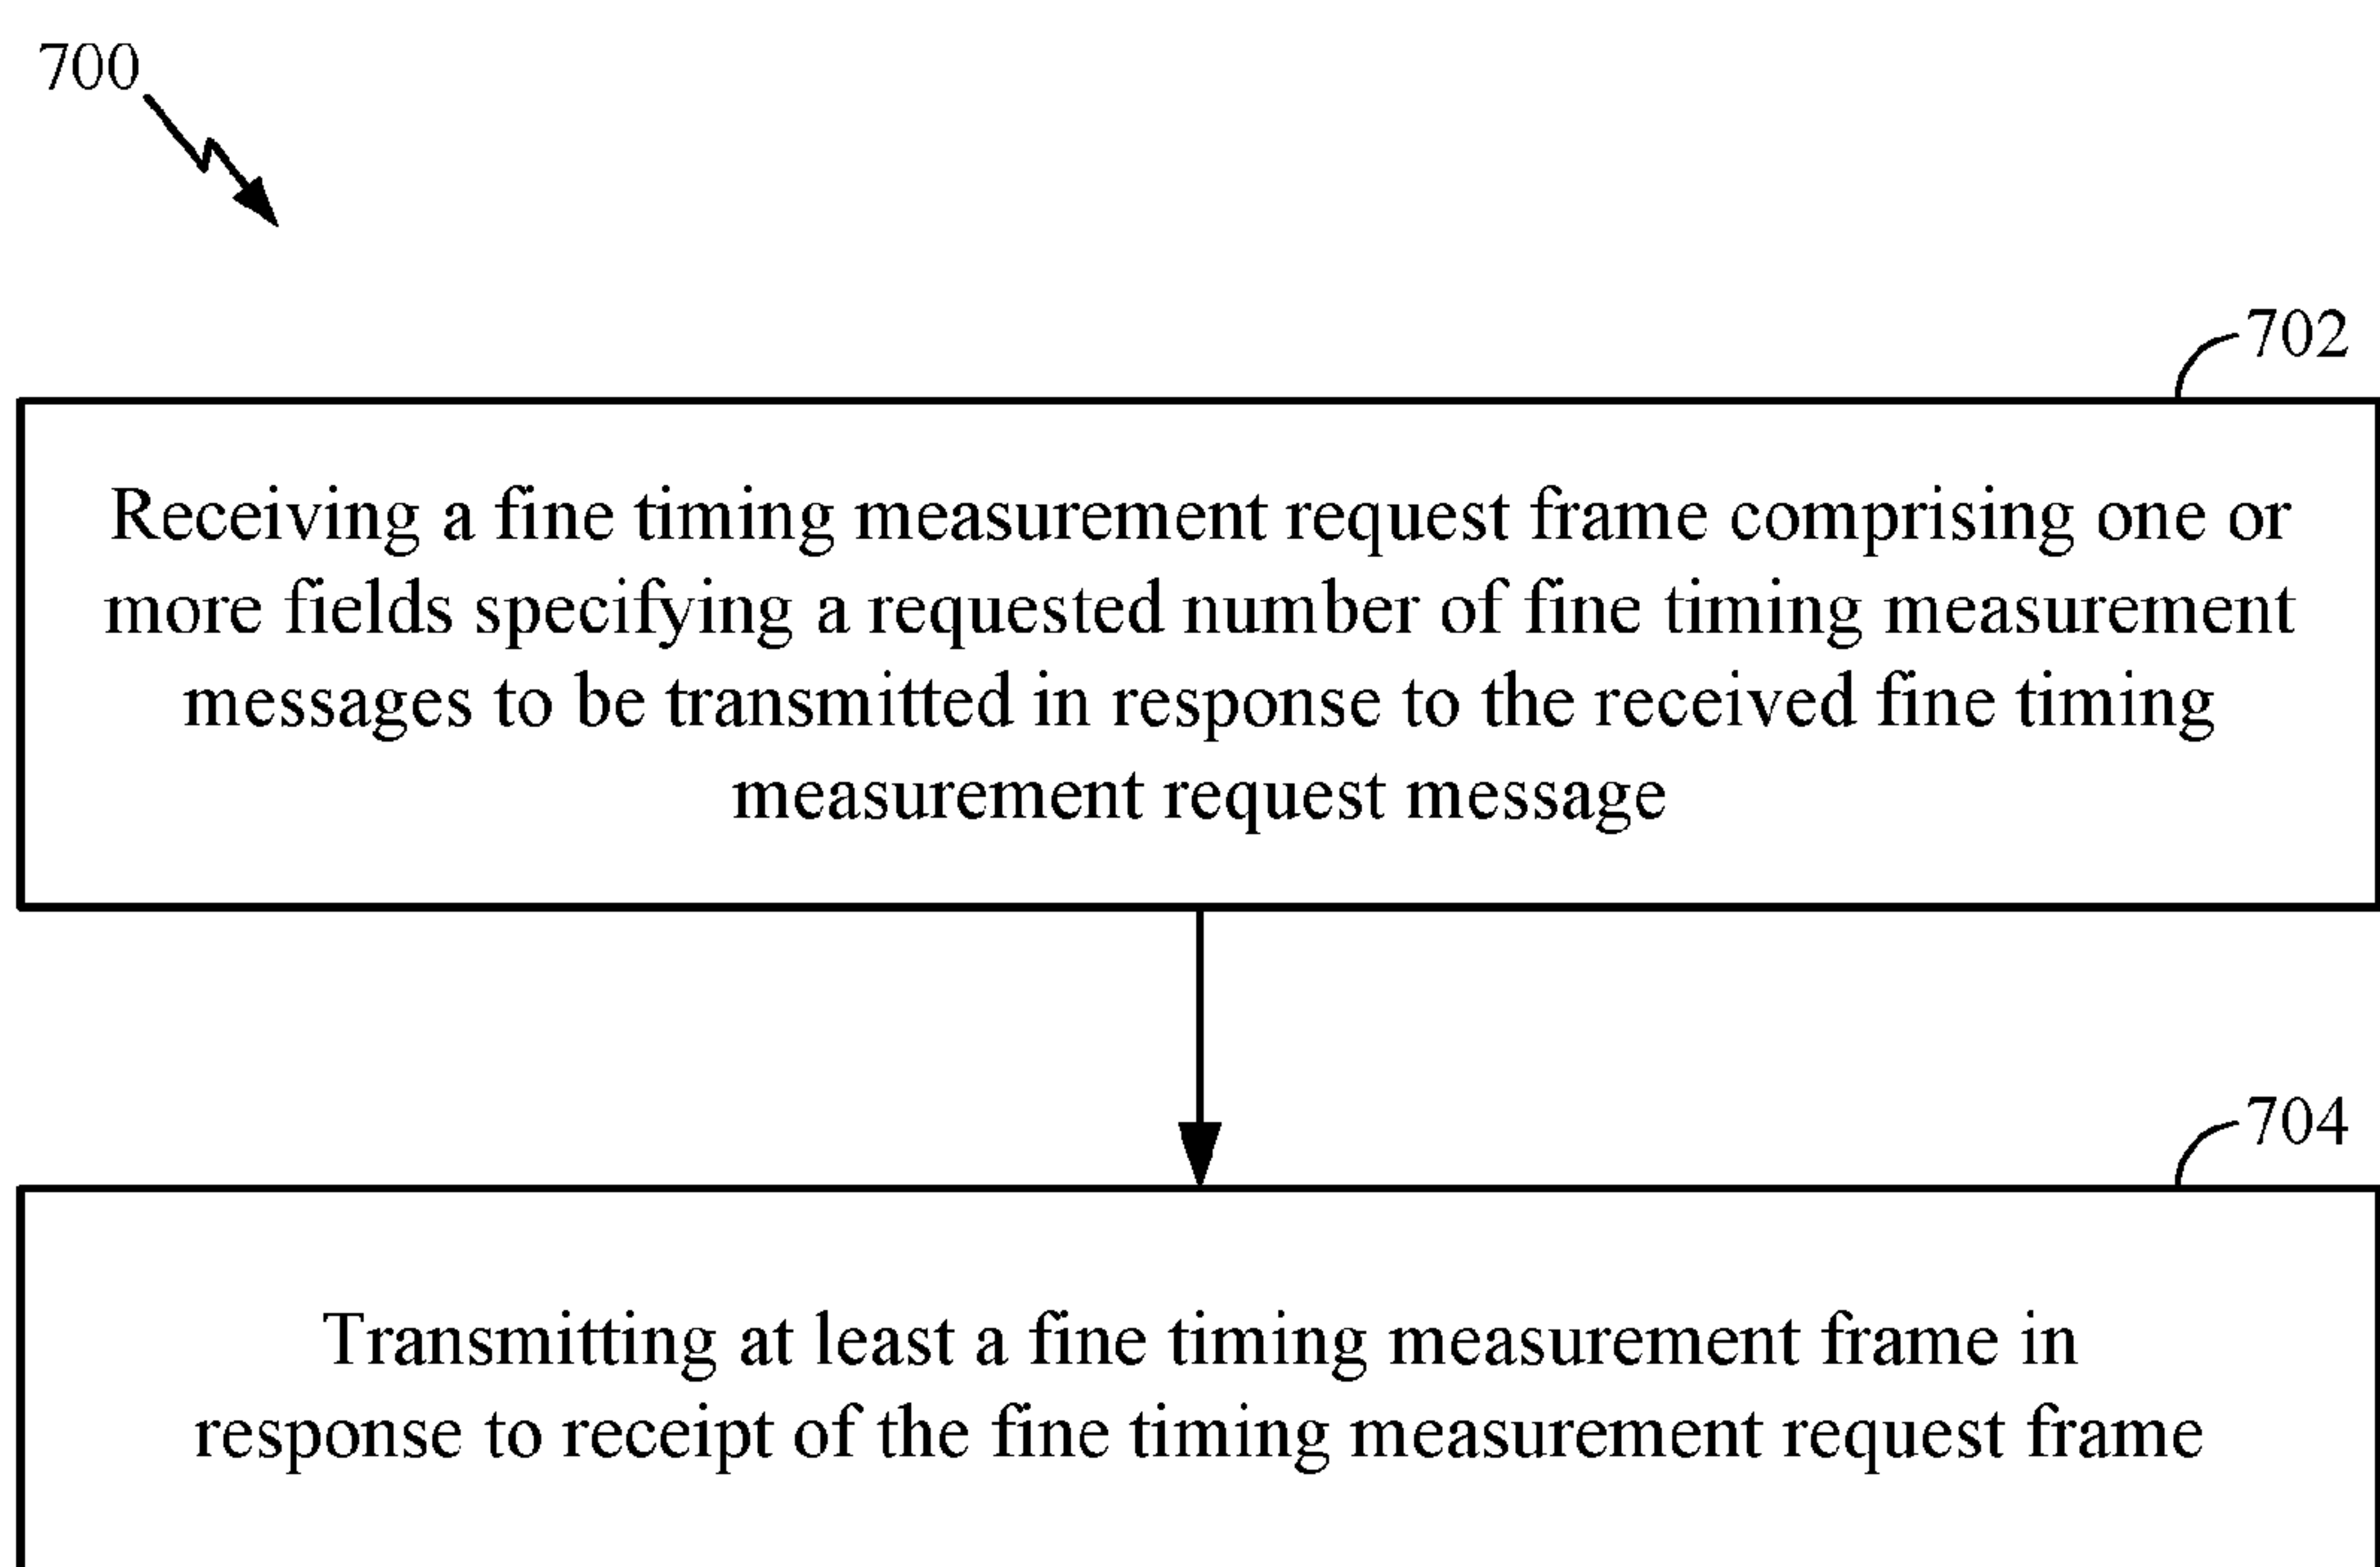 700
702
Receiving a fine timing measurement request frame comprising one or
more fields specifying a requested number of fine timing measurement
messages to be transmitted in response to the received fine timing
measurement request message
704
Transmitting at least a fine timing measurement frame in
response to receipt of the fine timing measurement request frame